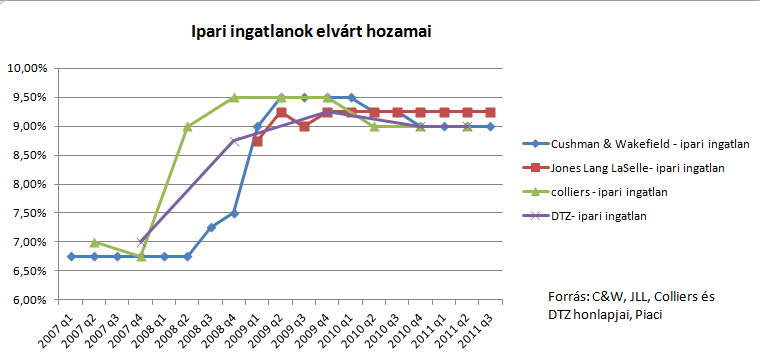 Ipari ingatlanok elvárt hozamai
10,00%
9,50%
9,00%
8,50%
8,00%
7,50%
7,00%
6,50%
6,00%
2007 q1
2007 q2
2007 q3
2007 q4
2008 q1
2008 q2
2008 q3
2008 q4
2009 q1
2009 q2
2009 q3
2009 q4
2010 q1
2010 q2
2010 q3
2010 q4
2011 q1
2011 q2
2011 q3
Cushman & Wakefield - ipari ingatlan
Jones Lang LaSelle- ipari ingatlan
colliers - ipari ingatlan
DTZ- ipari ingatlan
Forrás: C&W, JLL, Colliers és
DTZ honlapjai, Piaci